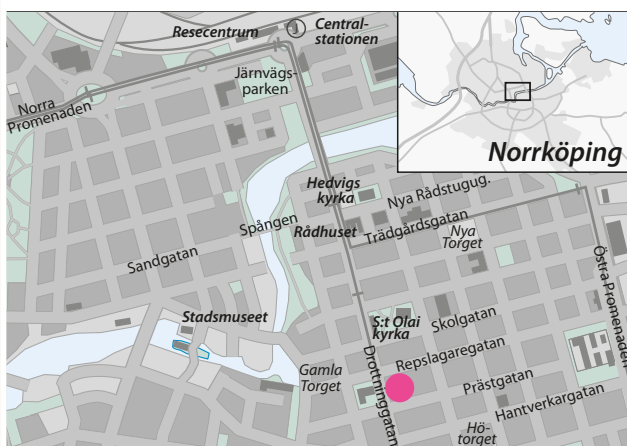 Resecentrum
Central-
stationen
Järnvägs-
parken
Norra
Promenaden
Norrköping
Hedvigs
kyrka
Nya Rådstugug.
Spången
Rådhuset
Trädgårdsgatan
Nya
Torget
Sandgatan
Östra Promenaden
Stadsmuseet
S:t Olai
kyrka
Skolgatan
Drottninggatan
Repslagaregatan
Gamla
Torget
Prästgatan
Hantverkargatan
Hö-
torget